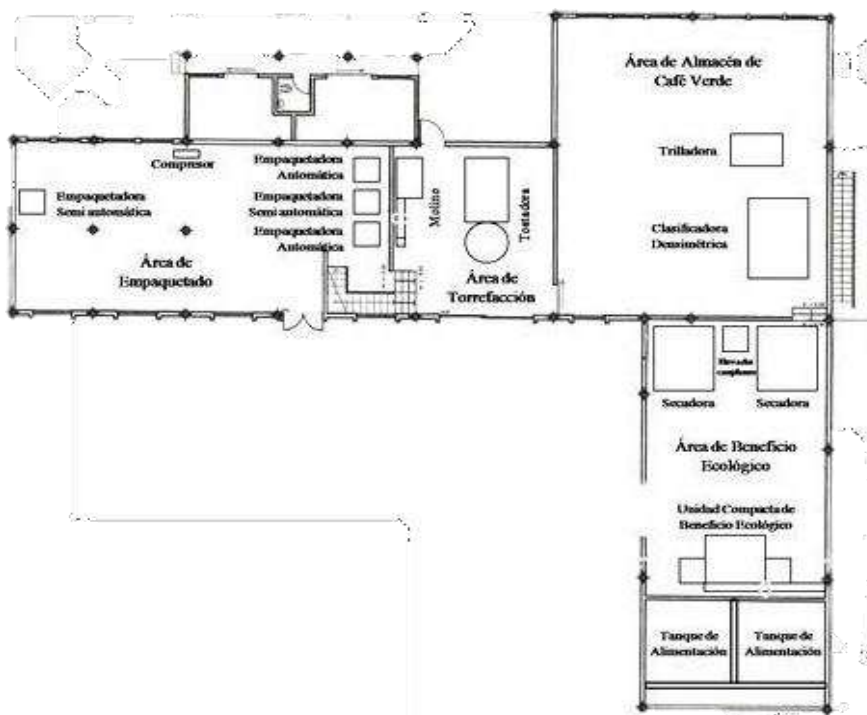 Área de Almacén de
Café Verde
Trilladora
Clasificadora
Densimétrica
Compresor
Empaquetadora
Automática
Empaquetadora
Semi automática
Empaquetadora
Automática
Empaquetadora
Semi automática
Área de
Empaquetado
Molino
Tostadora
Área de
Torrefacción
Secadora
Secadora
Área de Beneficio
Ecológico
Unidad Compacta de
Beneficio Ecológico
Tanque de
Alimentación
Tanque de
Alimentación